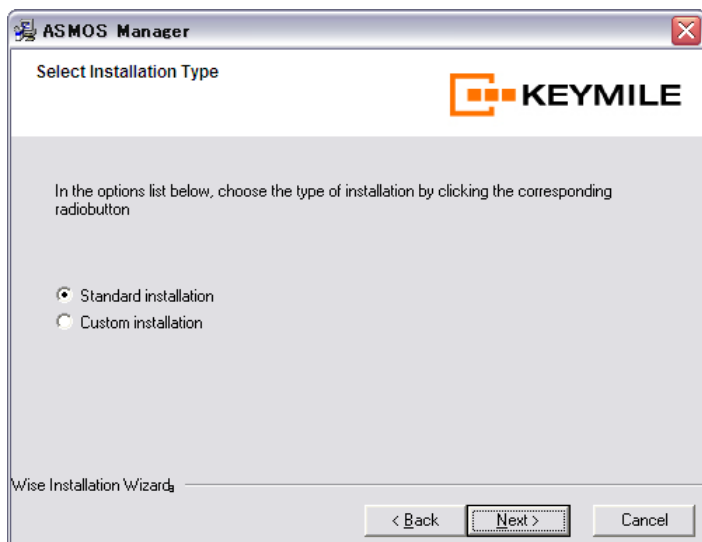 ASMOS Manager
Select Installation Type
KEYMILE
In the options list below, choose the type of installation by clicking the corresponding
radiobutton
Standard installation
Custom installation
Wise Installation Wizard
< Back
Next >
Cancel